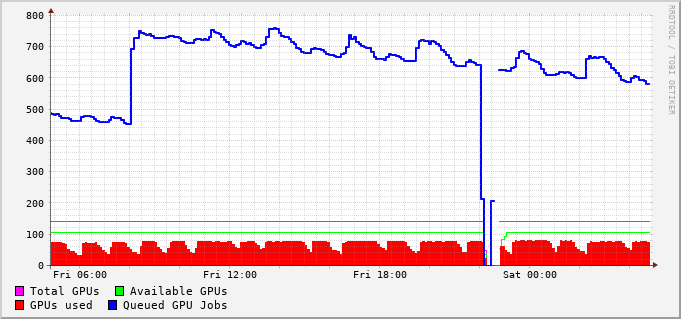 800
700
600
500
400
300
200
100
0
Fri 06:00 Fri 12:00 Fri 18:00 Sat 00:00
Total GPUs Available GPUs
GPUs used Queued GPU Jobs
RRDTOOL / TOBI OETIKER